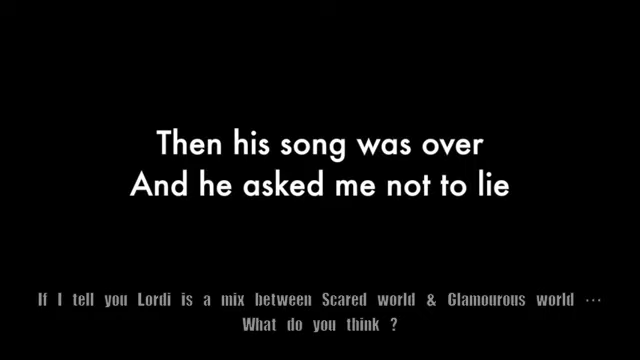 Then his song was over
And he asked me not to lie
If I tell you Lordi is a mix between Scared world & Glamourous world ...
What do you think ?